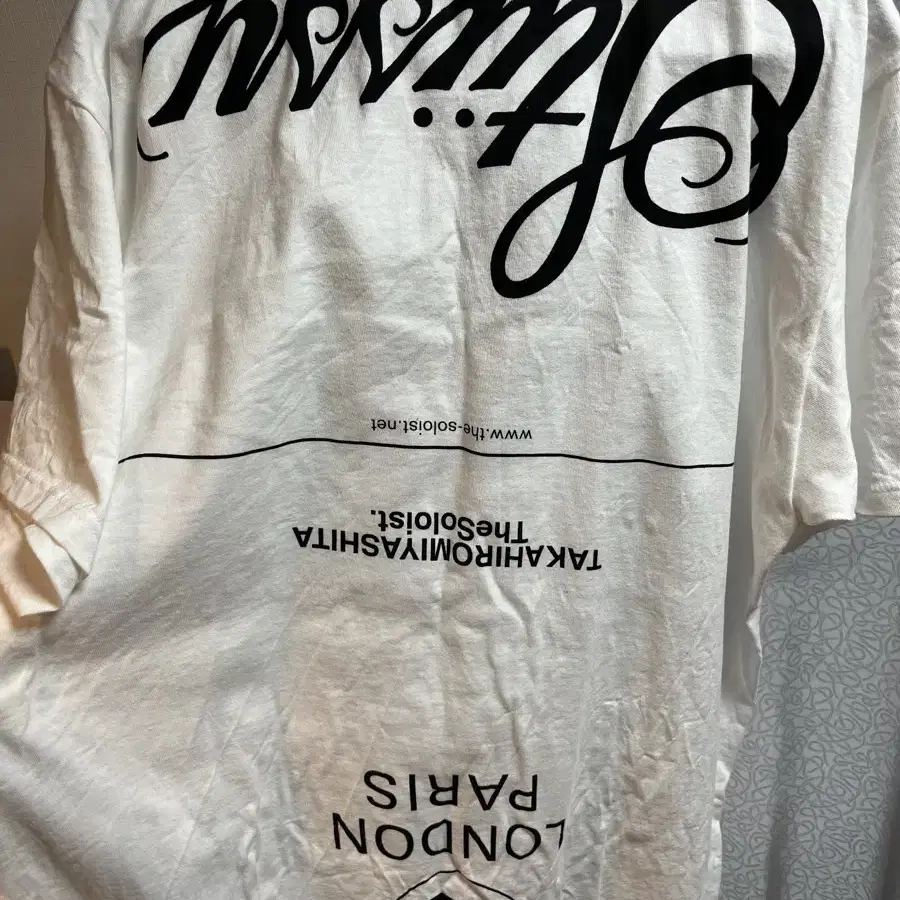 LONDON
PARIS
TAKAHIROMIYASHITA
TheSoloist.
www.the-soloist.net
Stüssy